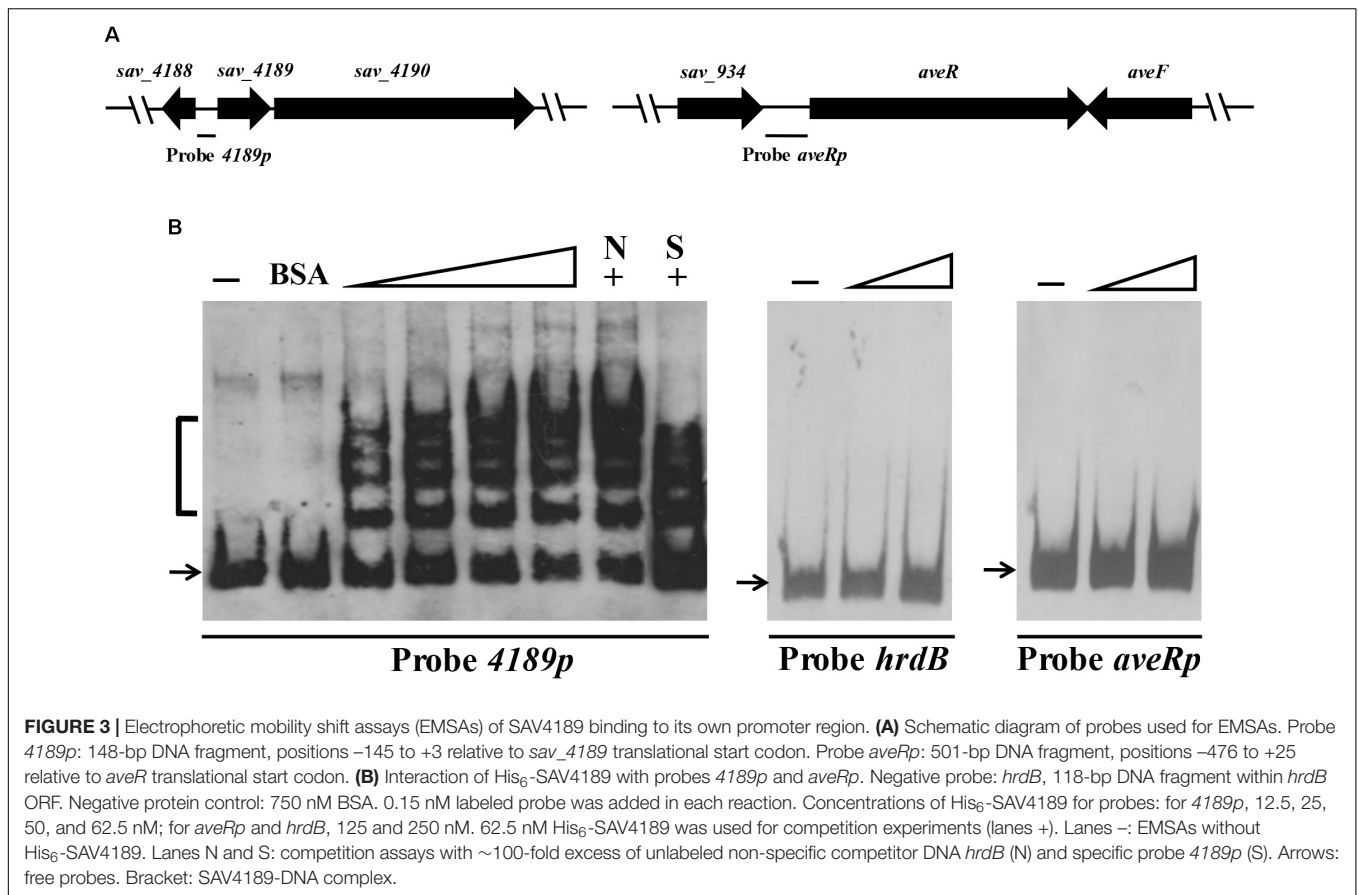 A
sav_4188 sav_4189 sav_4190 sav_934 aveR aveF
Probe 4189p Probe aveRp
B
– BSA N S – –
+ +
Probe 4189p Probe hrdB Probe aveRp
FIGURE 3 | Electrophoretic mobility shift assays (EMSAs) of SAV4189 binding to its own promoter region. (A) Schematic diagram of probes used for EMSAs. Probe
4189p: 148-bp DNA fragment, positions –145 to +3 relative to sav_4189 translational start codon. Probe aveRp: 501-bp DNA fragment, positions –476 to +25
relative to aveR translational start codon. (B) Interaction of His₆-SAV4189 with probes 4189p and aveRp. Negative probe: hrdB, 118-bp DNA fragment within hrdB
ORF. Negative protein control: 750 nM BSA. 0.15 nM labeled probe was added in each reaction. Concentrations of His₆-SAV4189 for probes: for 4189p, 12.5, 25,
50, and 62.5 nM; for aveRp and hrdB, 125 and 250 nM. 62.5 nM His₆-SAV4189 was used for competition experiments (lanes +). Lanes –: EMSAs without
His₆-SAV4189. Lanes N and S: competition assays with ∼100-fold excess of unlabeled non-specific competitor DNA hrdB (N) and specific probe 4189p (S). Arrows:
free probes. Bracket: SAV4189-DNA complex.